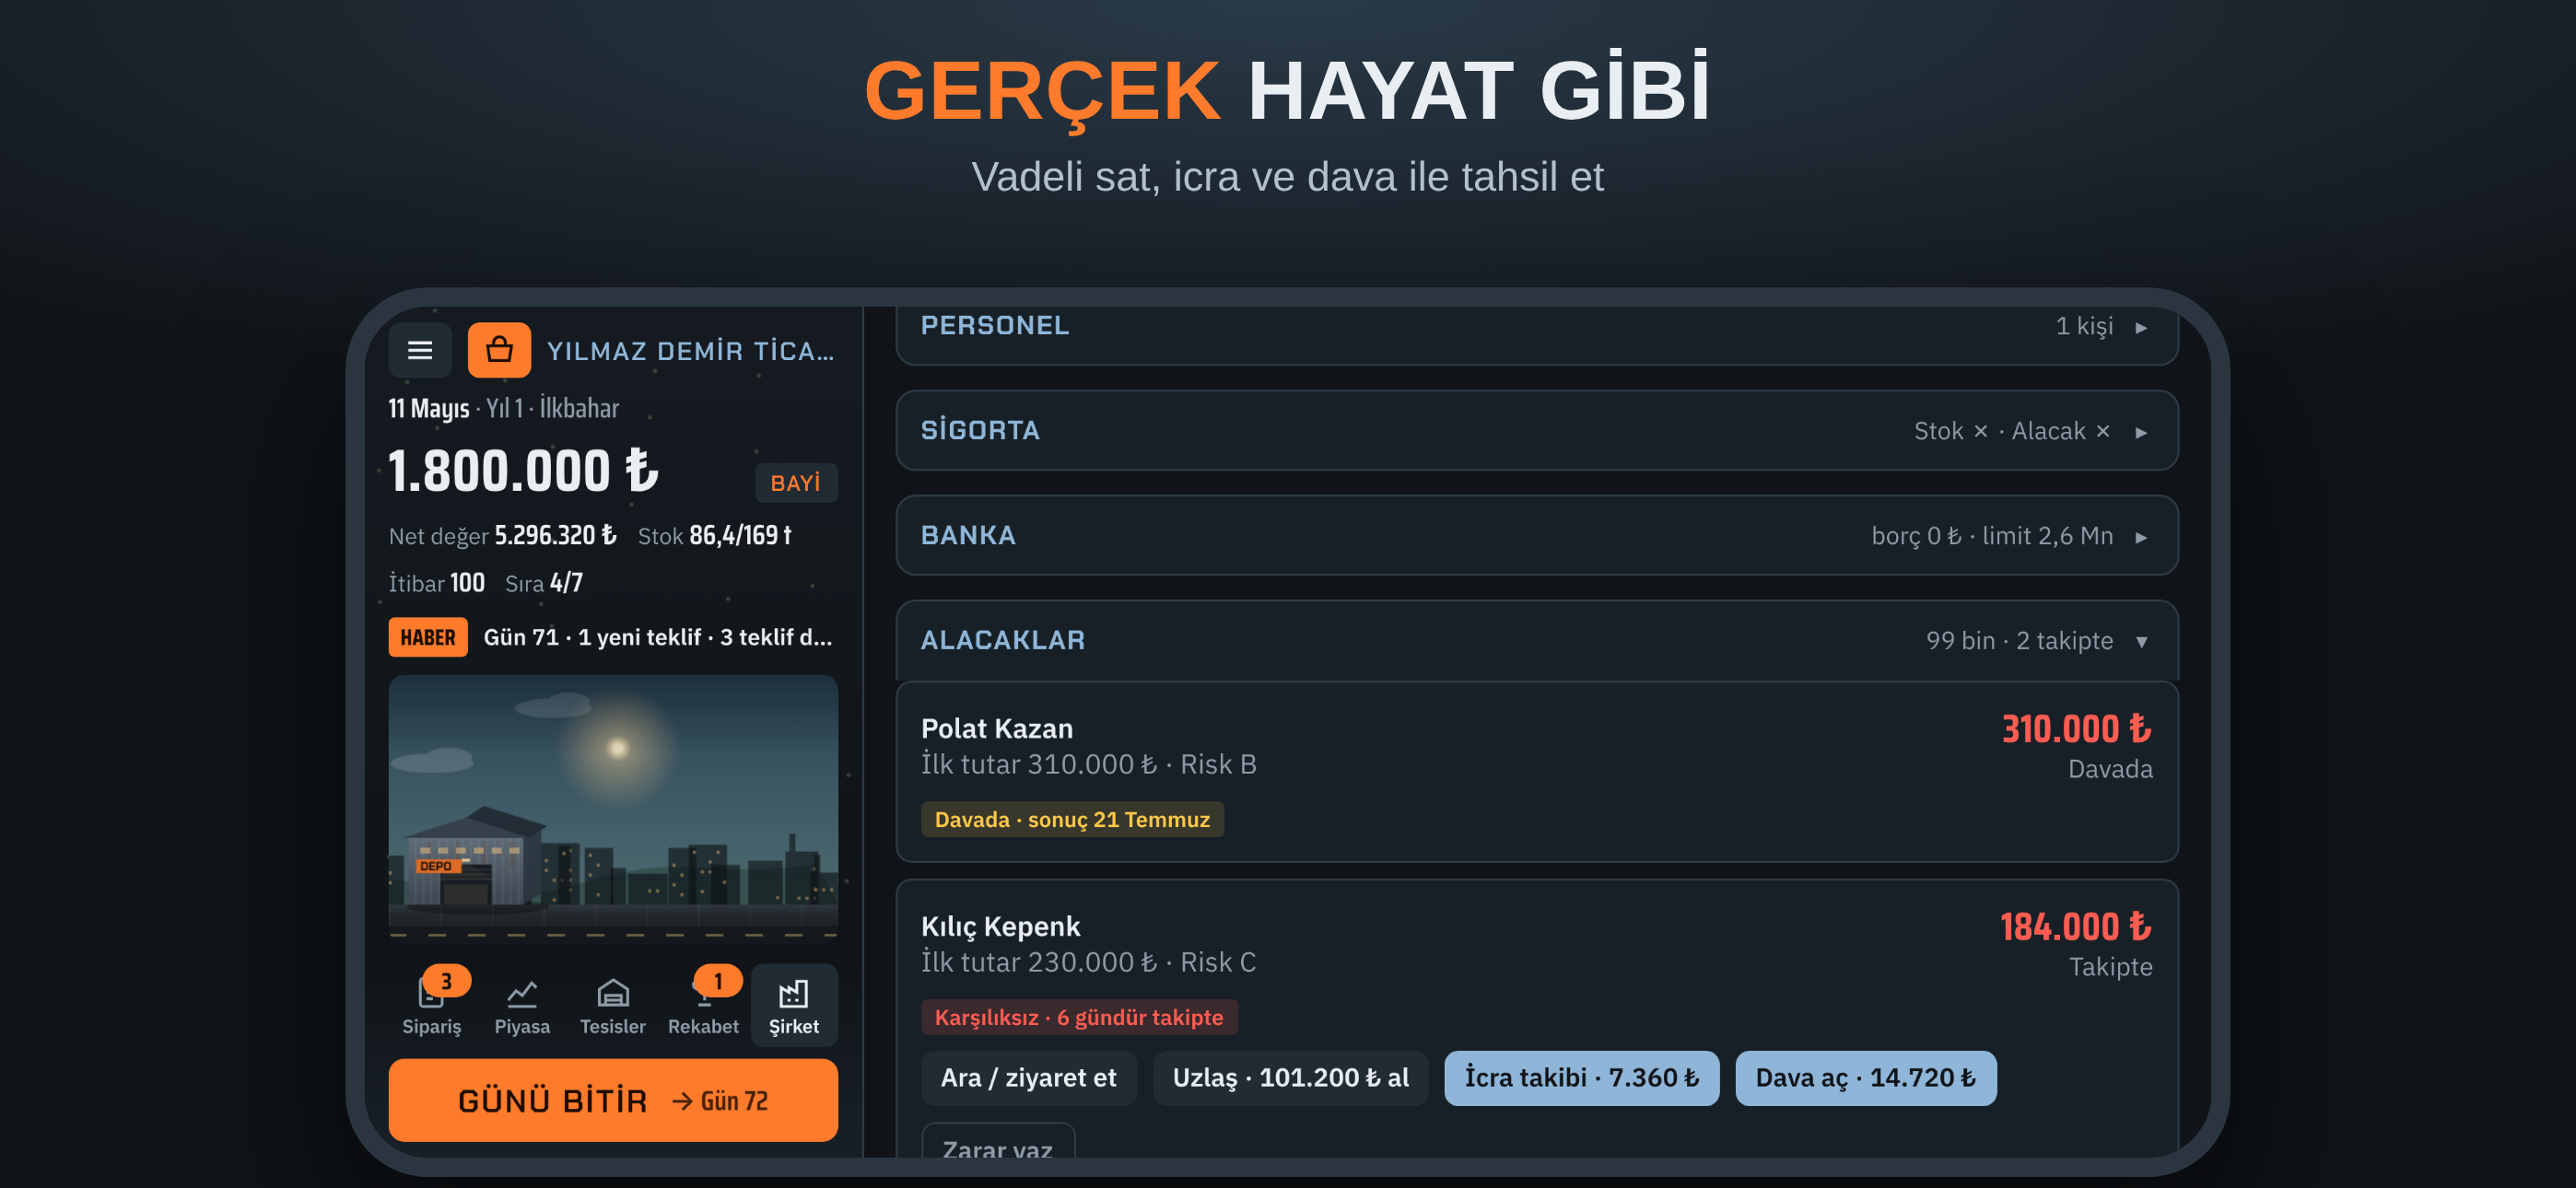 GERÇEK HAYAT GİBİ
Vadeli sat, icra ve dava ile tahsil et
YILMAZ DEMİR TİCA...
11 Mayıs · Yıl 1 · İlkbahar
1.800.000 ₺
BAYİ
Net değer 5.296.320 ₺ Stok 86,4/169 t
İtibar 100 Sıra 4/7
HABER Gün 71 · 1 yeni teklif · 3 teklif d...
DEPO
3
1
Sipariş Piyasa Tesisler Rekabet Şirket
GÜNÜ BİTİR → Gün 72
PERSONEL 1 kişi ▸
SİGORTA Stok × · Alacak × ▸
BANKA borç 0 ₺ · limit 2,6 Mn ▸
ALACAKLAR 99 bin · 2 takipte ▾
Polat Kazan 310.000 ₺
İlk tutar 310.000 ₺ · Risk B Davada
Davada · sonuç 21 Temmuz
Kılıç Kepenk 184.000 ₺
İlk tutar 230.000 ₺ · Risk C Takipte
Karşılıksız · 6 gündür takipte
Ara / ziyaret et Uzlaş · 101.200 ₺ al İcra takibi · 7.360 ₺ Dava aç · 14.720 ₺
Zarar yaz